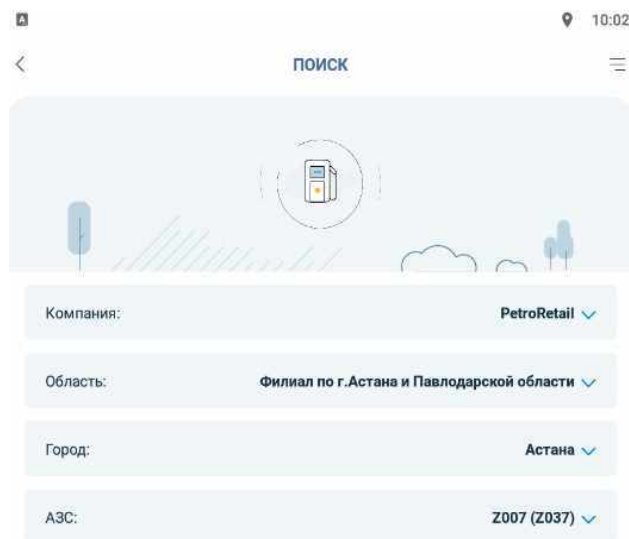 10:02
ПОИСК
Компания: PetroRetail
Область: Филиал по г.Астана и Павлодарской области
Город: Астана
АЗС: Z007 (Z037)